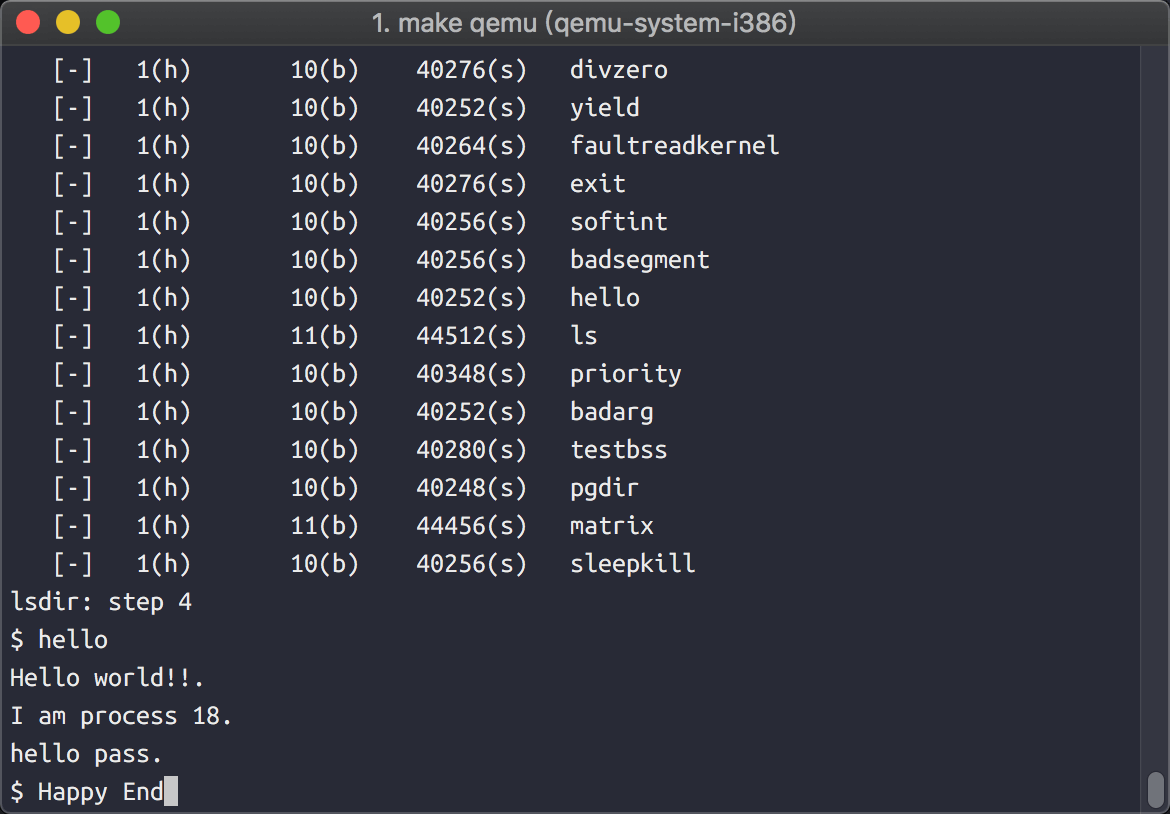 1. make qemu (qemu-system-i386)
[-] 1(h) 10(b) 40276(s) divzero
[-] 1(h) 10(b) 40252(s) yield
[-] 1(h) 10(b) 40264(s) faultreadkernel
[-] 1(h) 10(b) 40276(s) exit
[-] 1(h) 10(b) 40256(s) softint
[-] 1(h) 10(b) 40256(s) badsegment
[-] 1(h) 10(b) 40252(s) hello
[-] 1(h) 11(b) 44512(s) ls
[-] 1(h) 10(b) 40348(s) priority
[-] 1(h) 10(b) 40252(s) badarg
[-] 1(h) 10(b) 40280(s) testbss
[-] 1(h) 10(b) 40248(s) pgdir
[-] 1(h) 11(b) 44456(s) matrix
[-] 1(h) 10(b) 40256(s) sleepkill
lsdir: step 4
$ hello
Hello world!!.
I am process 18.
hello pass.
$ Happy End